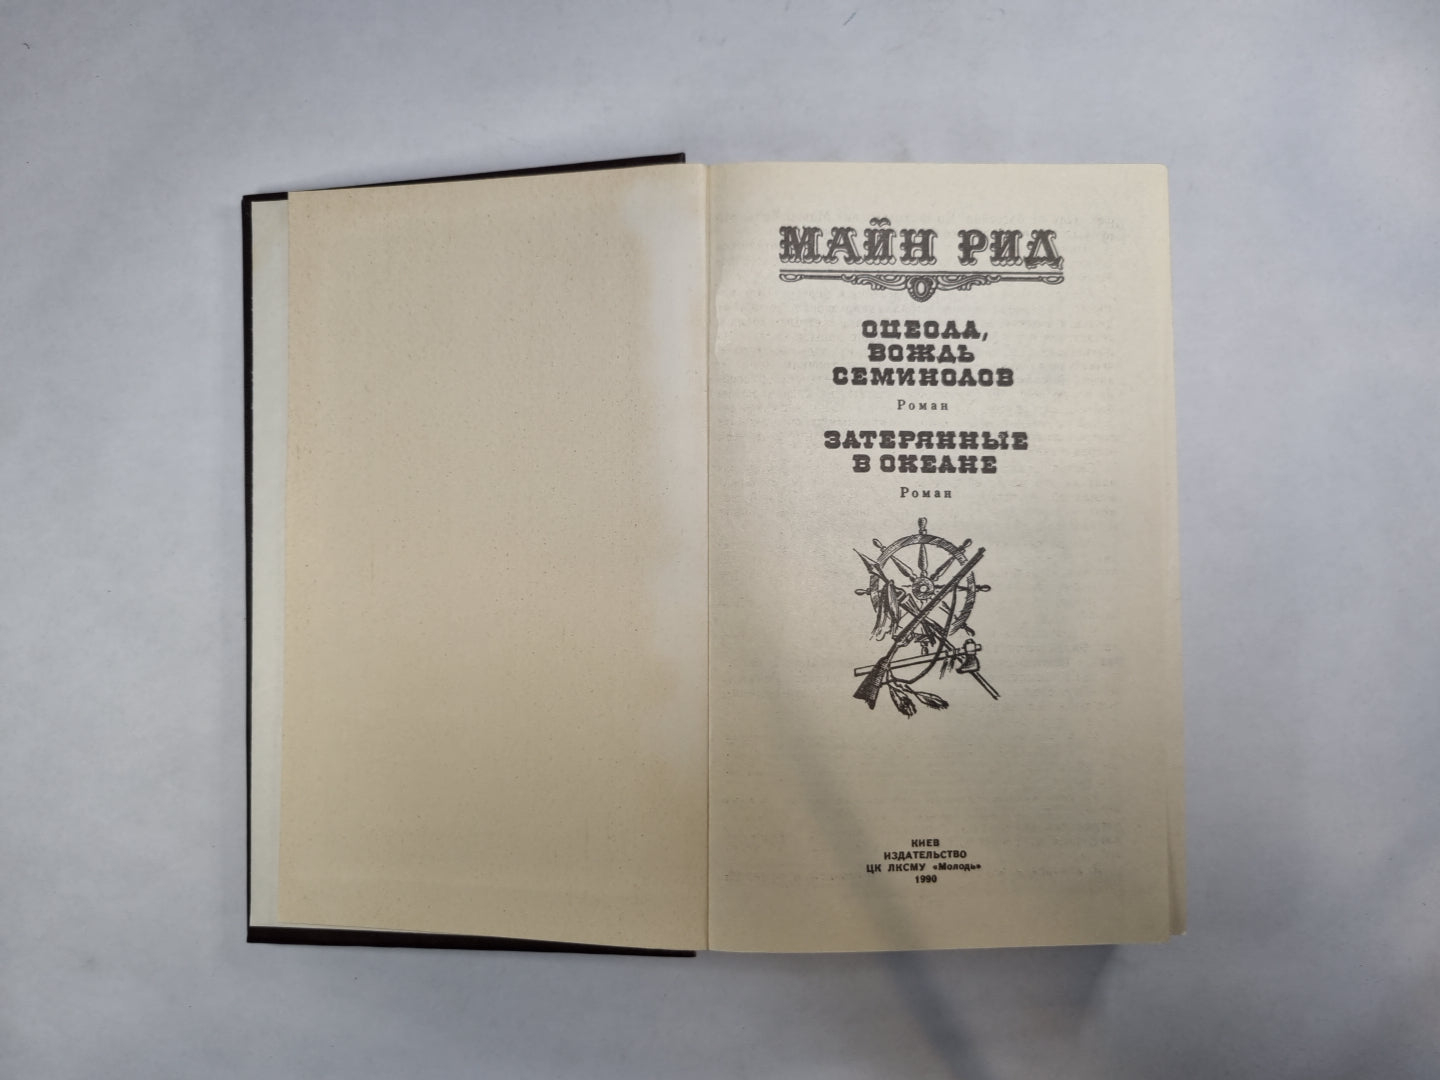 МАЙН РИД
ОЦЕОЛА,
ВОЖДЬ
СЕМИНОЛОВ
Роман
ЗАТЕРЯННЫЕ
В ОКЕАНЕ
Роман
КИЕВ
ИЗДАТЕЛЬСТВО
ЦК ЛКСМУ «Молодь»
1990